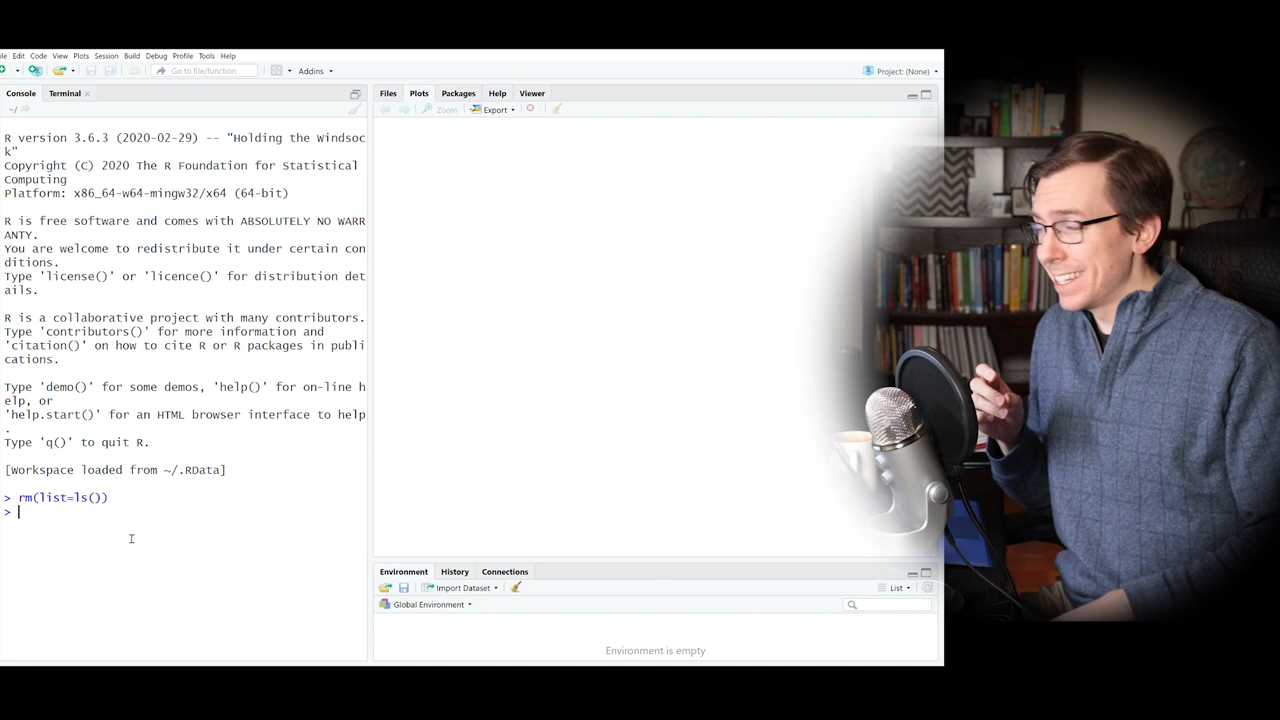 ile Edit Code View Plots Session Build Debug Profile Tools Help
Go to file/function Addins Project: (None)
Console Terminal
~/
R version 3.6.3 (2020-02-29) -- "Holding the Windsoc
k"
Copyright (C) 2020 The R Foundation for Statistical
Computing
Platform: x86_64-w64-mingw32/x64 (64-bit)
R is free software and comes with ABSOLUTELY NO WARR
ANTY.
You are welcome to redistribute it under certain con
ditions.
Type 'license()' or 'licence()' for distribution det
ails.
R is a collaborative project with many contributors.
Type 'contributors()' for more information and
'citation()' on how to cite R or R packages in publi
cations.
Type 'demo()' for some demos, 'help()' for on-line h
elp, or
'help.start()' for an HTML browser interface to help
.
Type 'q()' to quit R.
[Workspace loaded from ~/.RData]
> rm(list=ls())
>
Files Plots Packages Help Viewer
Zoom Export
Environment History Connections
Import Dataset List
Global Environment
Environment is empty